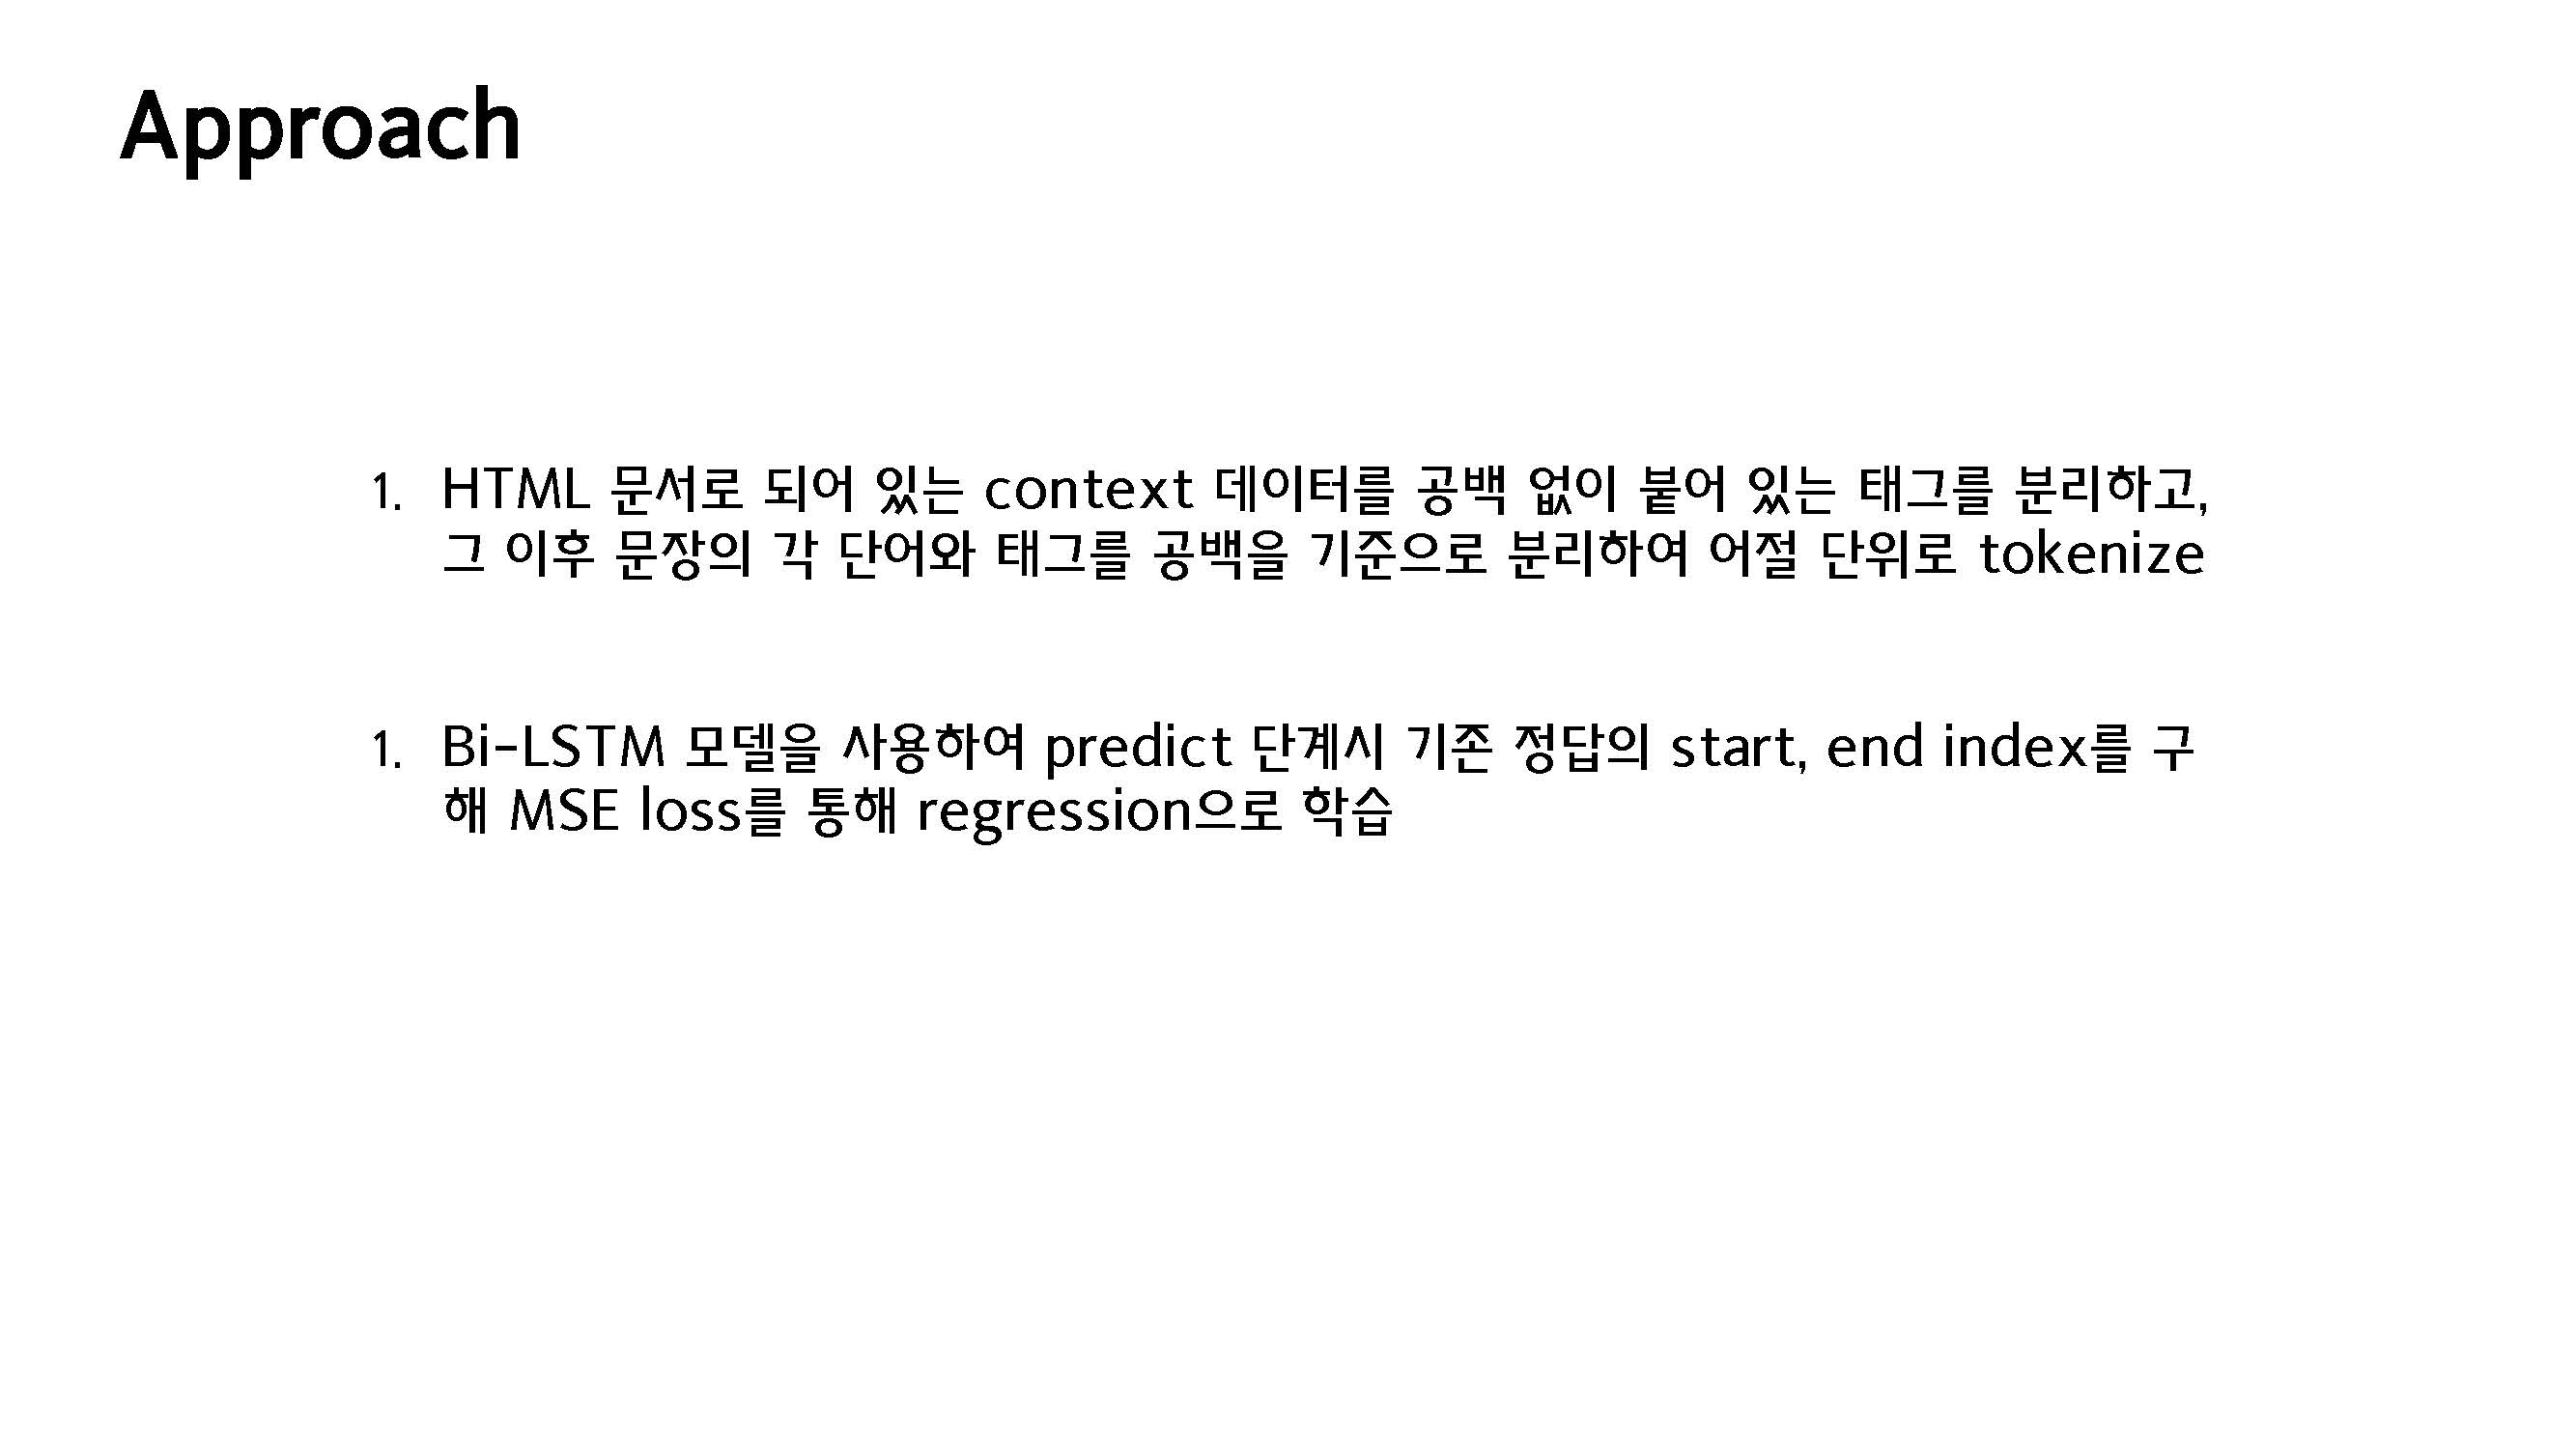 Approach
1. HTML 문서로 되어 있는 context 데이터를 공백 없이 붙어 있는 태그를 분리하고,
그 이후 문장의 각 단어와 태그를 공백을 기준으로 분리하여 어절 단위로 tokenize
1. Bi-LSTM 모델을 사용하여 predict 단계시 기존 정답의 start, end index를 구
해 MSE loss를 통해 regression으로 학습